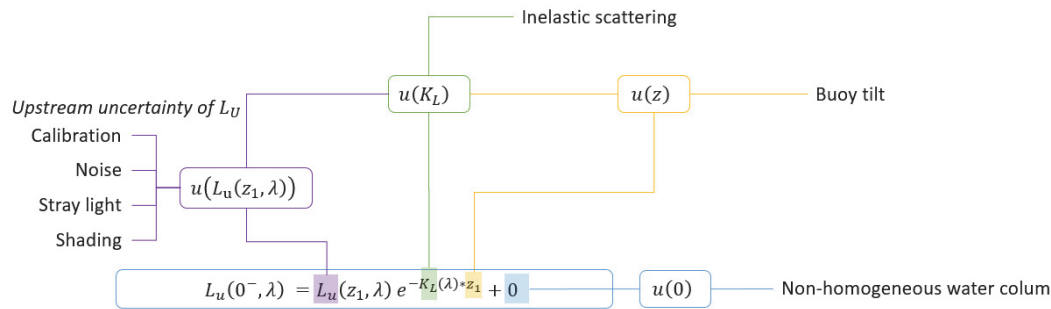 Inelastic scattering
u(K_L)
u(z)
Buoy tilt
Upstream uncertainty of L_U
Calibration
Noise
Stray light
Shading
u(L_u(z_1, λ))
L_u(0⁻, λ) = L_u(z_1, λ) e^{-K_L(λ)*z_1} + 0
u(0)
Non-homogeneous water colum